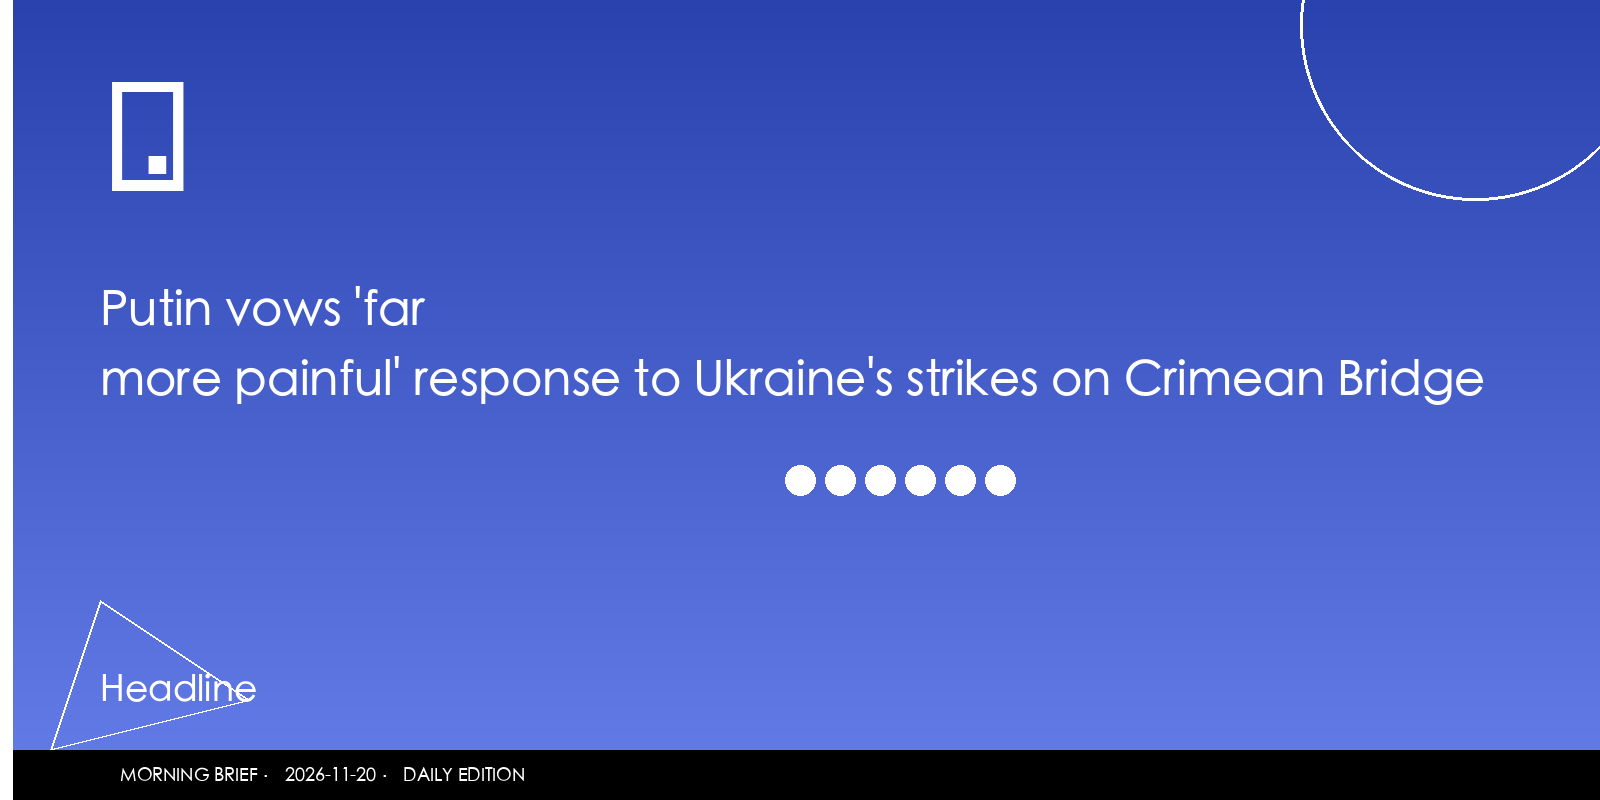 Putin vows 'far
more painful' response to Ukraine's strikes on Crimean Bridge
Headline
MORNING BRIEF · 2026-11-20 · DAILY EDITION